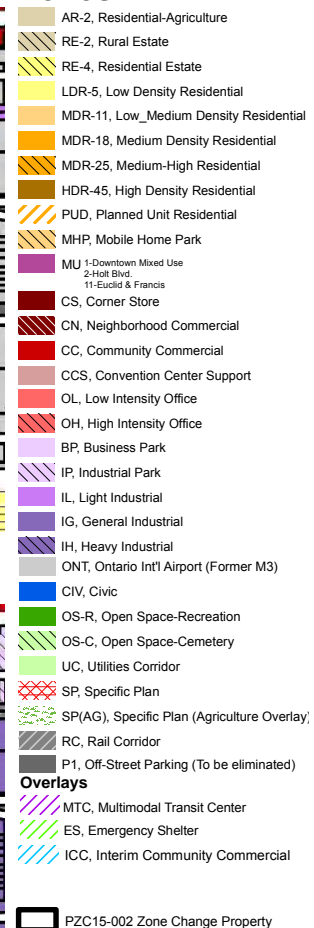 AR-2, Residential-Agriculture
RE-2, Rural Estate
RE-4, Residential Estate
LDR-5, Low Density Residential
MDR-11, Low_Medium Density Residential
MDR-18, Medium Density Residential
MDR-25, Medium-High Residential
HDR-45, High Density Residential
PUD, Planned Unit Residential
MHP, Mobile Home Park
MU 1-Downtown Mixed Use
2-Holt Blvd.
11-Euclid & Francis
CS, Corner Store
CN, Neighborhood Commercial
CC, Community Commercial
CCS, Convention Center Support
OL, Low Intensity Office
OH, High Intensity Office
BP, Business Park
IP, Industrial Park
IL, Light Industrial
IG, General Industrial
IH, Heavy Industrial
ONT, Ontario Int'l Airport (Former M3)
CIV, Civic
OS-R, Open Space-Recreation
OS-C, Open Space-Cemetery
UC, Utilities Corridor
SP, Specific Plan
SP(AG), Specific Plan (Agriculture Overlay)
RC, Rail Corridor
P1, Off-Street Parking (To be eliminated)
Overlays
MTC, Multimodal Transit Center
ES, Emergency Shelter
ICC, Interim Community Commercial
PZC15-002 Zone Change Property